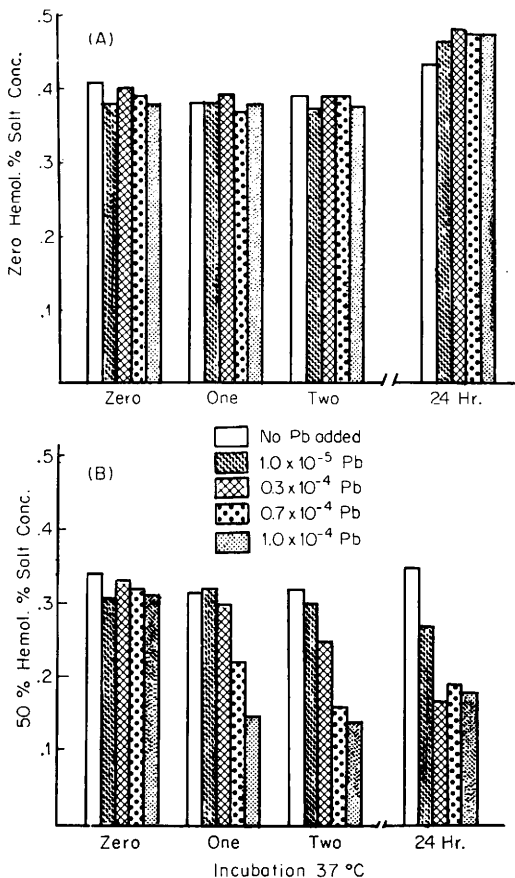 (A)
Zero Hemol. % Salt Conc.
.5
.4
.3
.2
.1
Zero One Two 24 Hr.
No Pb added
1.0 x 10⁻⁵ Pb
0.3 x 10⁻⁴ Pb
0.7 x 10⁻⁴ Pb
1.0 x 10⁻⁴ Pb
(B)
50 % Hemol. % Salt Conc.
.5
.4
.3
.2
.1
Zero One Two 24 Hr.
Incubation 37 °C